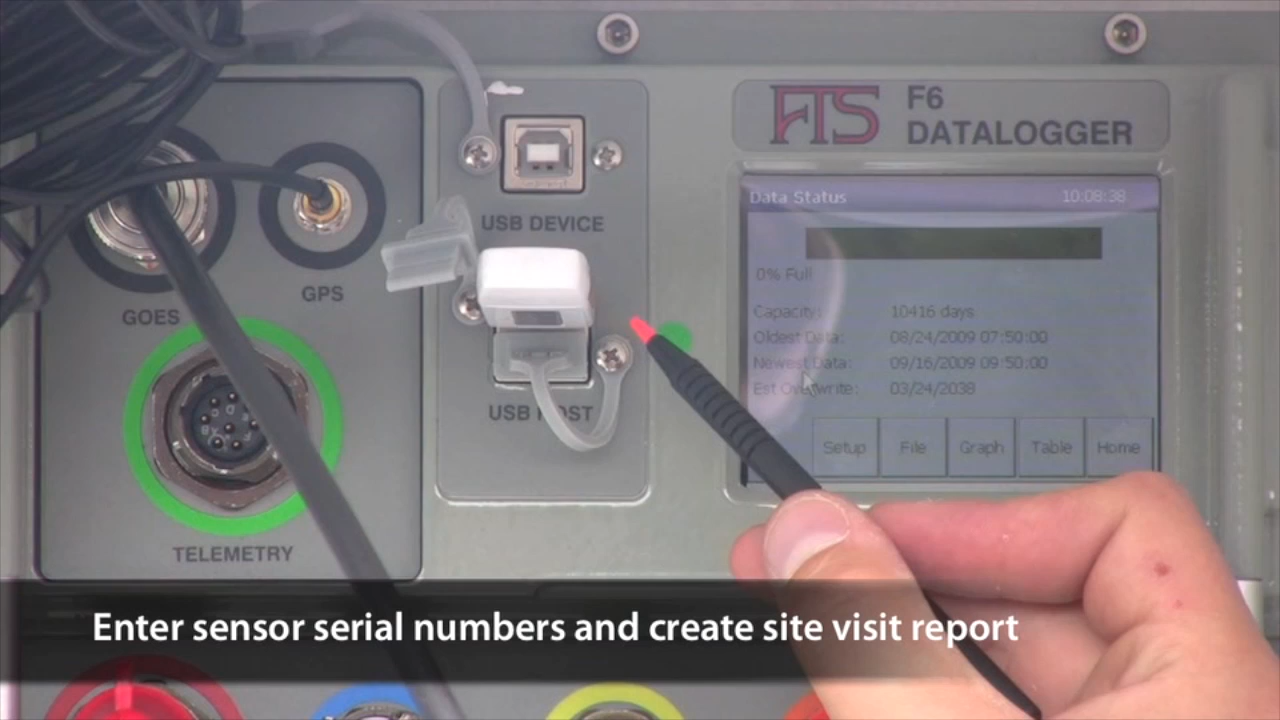 FTS
F6
DATALOGGER
USB DEVICE
GPS
GOES
TELEMETRY
USB HOST
Data Status 10:08:38
0% Full
Capacity: 10416 days
Oldest Data: 08/24/2009 07:50:00
Newest Data: 09/16/2009 09:50:00
Est Overwrite: 03/24/2038
Setup File Graph Table Home
Enter sensor serial numbers and create site visit report